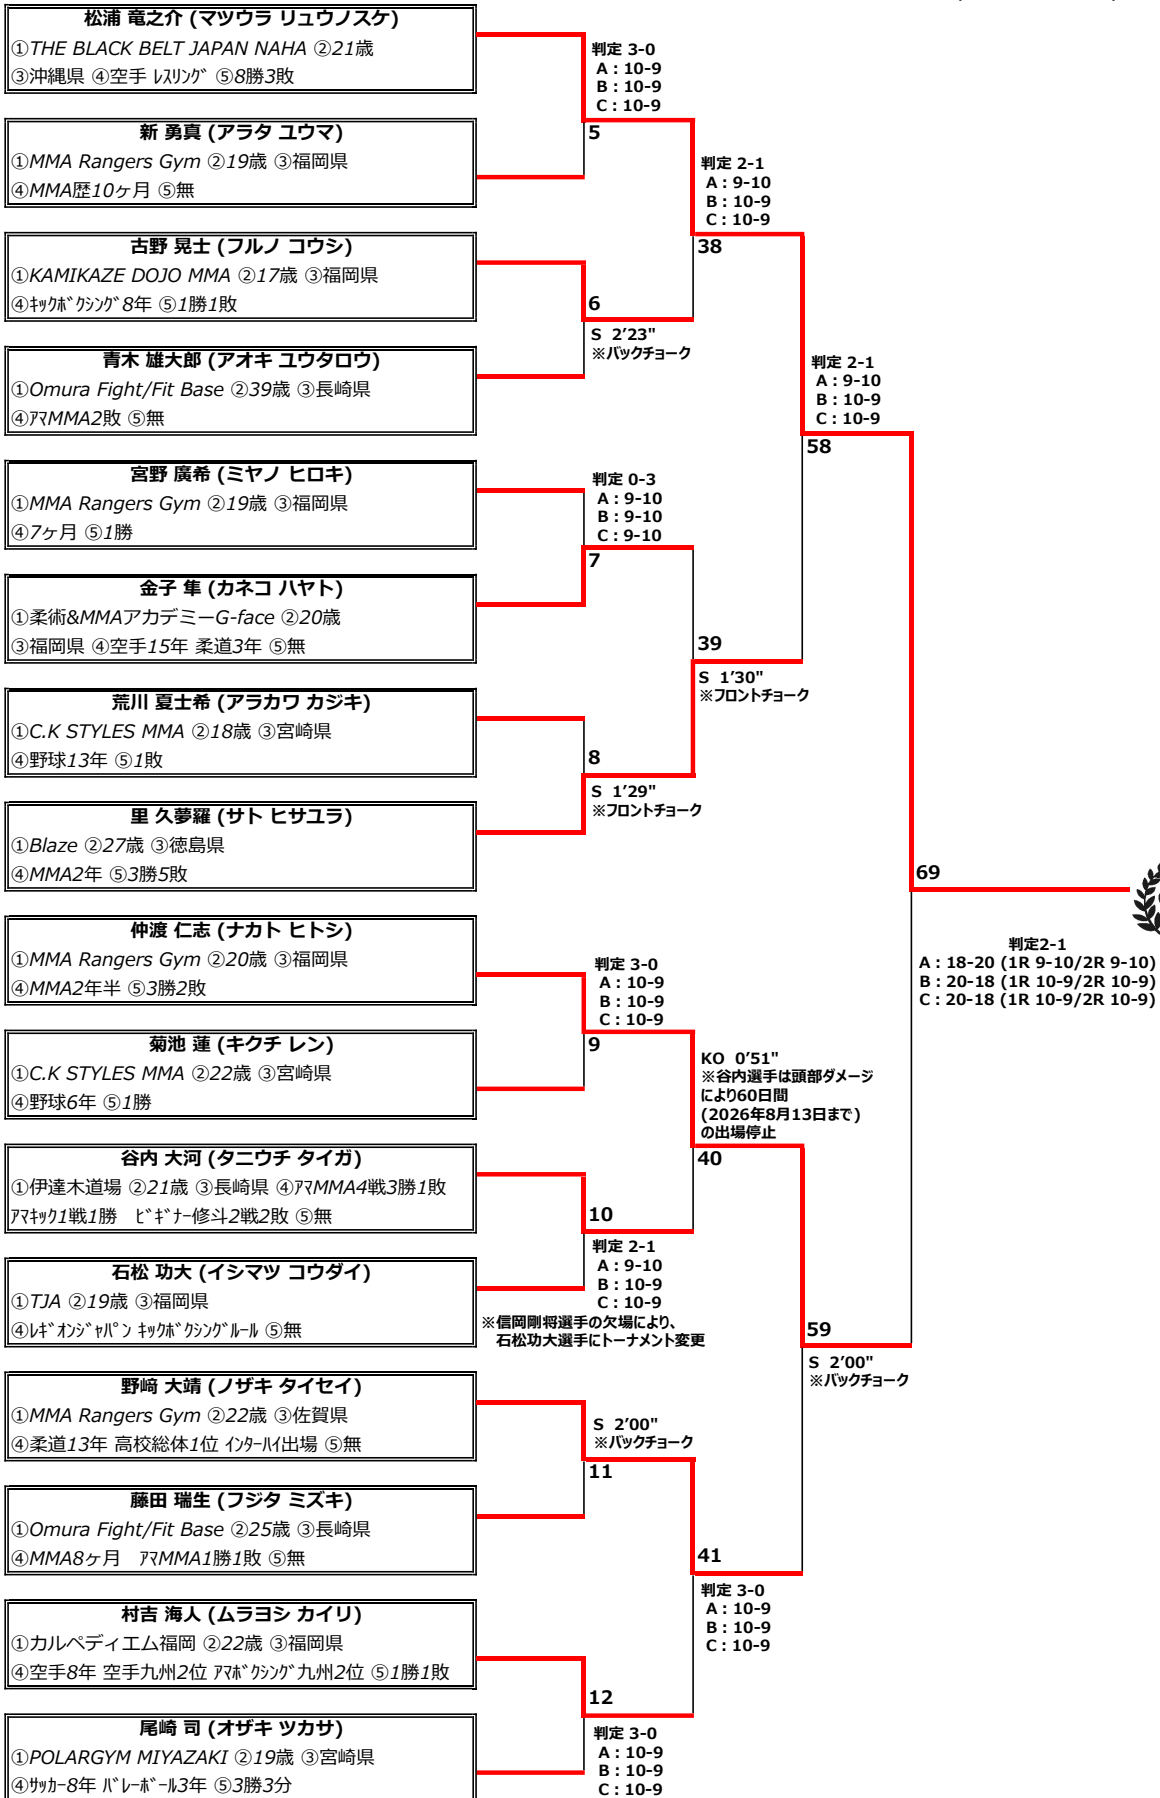 松浦 竜之介 (マツウラ リュウノスケ)
①THE BLACK BELT JAPAN NAHA ②21歳
③沖縄県 ④空手 ﾚｽﾘﾝｸﾞ ⑤8勝3敗
判定 3-0
A：10-9
B：10-9
C：10-9
5
新 勇真 (アラタ ユウマ)
①MMA Rangers Gym ②19歳 ③福岡県
④MMA歴10ヶ月 ⑤無
判定 2-1
A：9-10
B：10-9
C：10-9
38
古野 晃士 (フルノ コウシ)
①KAMIKAZE DOJO MMA ②17歳 ③福岡県
④ｷｯｸﾎﾞｸｼﾝｸﾞ8年 ⑤1勝1敗
6
S 2'23"
※バックチョーク
青木 雄大郎 (アオキ ユウタロウ)
①Omura Fight/Fit Base ②39歳 ③長崎県
④ｱﾏMMA2敗 ⑤無
判定 2-1
A：9-10
B：10-9
C：10-9
58
宮野 廣希 (ミヤノ ヒロキ)
①MMA Rangers Gym ②19歳 ③福岡県
④7ヶ月 ⑤1勝
判定 0-3
A：9-10
B：9-10
C：9-10
7
金子 隼 (カネコ ハヤト)
①柔術&MMAアカデミーG-face ②20歳
③福岡県 ④空手15年 柔道3年 ⑤無
39
S 1'30"
※フロントチョーク
荒川 夏士希 (アラカワ カジキ)
①C.K STYLES MMA ②18歳 ③宮崎県
④野球13年 ⑤1敗
8
S 1'29"
※フロントチョーク
里 久夢羅 (サト ヒサユラ)
①Blaze ②27歳 ③徳島県
④MMA2年 ⑤3勝5敗
69
判定2-1
A：18-20 (1R 9-10/2R 9-10)
B：20-18 (1R 10-9/2R 10-9)
C：20-18 (1R 10-9/2R 10-9)
仲渡 仁志 (ナカト ヒトシ)
①MMA Rangers Gym ②20歳 ③福岡県
④MMA2年半 ⑤3勝2敗
判定 3-0
A：10-9
B：10-9
C：10-9
9
菊池 蓮 (キクチ レン)
①C.K STYLES MMA ②22歳 ③宮崎県
④野球6年 ⑤1勝
KO 0'51"
※谷内選手は頭部ダメージ
により60日間
(2026年8月13日まで)
の出場停止
40
谷内 大河 (タニウチ タイガ)
①伊達木道場 ②21歳 ③長崎県 ④ｱﾏMMA4戦3勝1敗
ｱﾏｷｯｸ1戦1勝　ﾋﾞｷﾞﾅｰ修斗2戦2敗 ⑤無
10
判定 2-1
A：9-10
B：10-9
C：10-9
石松 功大 (イシマツ コウダイ)
①TJA ②19歳 ③福岡県
④ﾚｷﾞｵﾝｼﾞｬﾊﾟﾝ ｷｯｸﾎﾞｸｼﾝｸﾞﾙｰﾙ ⑤無
※信岡剛将選手の欠場により、
石松功大選手にトーナメント変更
59
S 2'00"
※バックチョーク
野﨑 大靖 (ノザキ タイセイ)
①MMA Rangers Gym ②22歳 ③佐賀県
④柔道13年 高校総体1位 ｲﾝﾀｰﾊｲ出場 ⑤無
S 2'00"
※バックチョーク
11
藤田 瑞生 (フジタ ミズキ)
①Omura Fight/Fit Base ②25歳 ③長崎県
④MMA8ヶ月　ｱﾏMMA1勝1敗 ⑤無
41
判定 3-0
A：10-9
B：10-9
C：10-9
村吉 海人 (ムラヨシ カイリ)
①カルペディエム福岡 ②22歳 ③福岡県
④空手8年 空手九州2位 ｱﾏﾎﾞｸｼﾝｸﾞ九州2位 ⑤1勝1敗
12
判定 3-0
A：10-9
B：10-9
C：10-9
尾崎 司 (オザキ ツカサ)
①POLARGYM MIYAZAKI ②19歳 ③宮崎県
④ｻｯｶｰ8年 ﾊﾞﾚｰﾎﾞｰﾙ3年 ⑤3勝3分